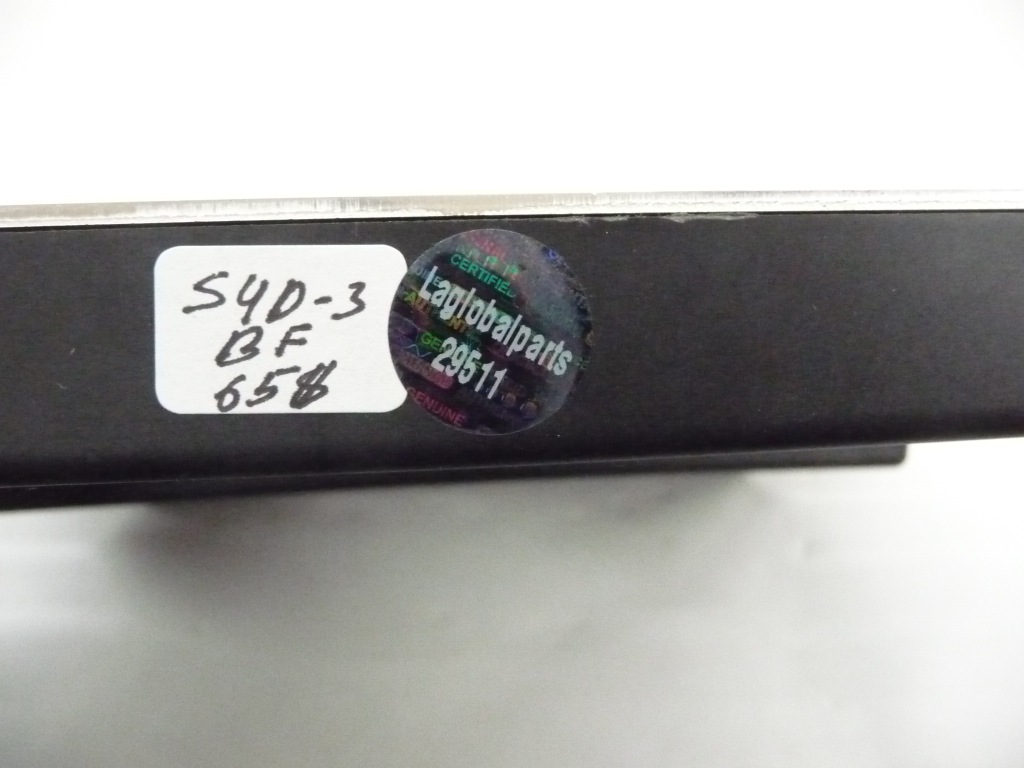 S4D-3
BF
658
Laglobalparts
29511
CERTIFIED
GENUINE